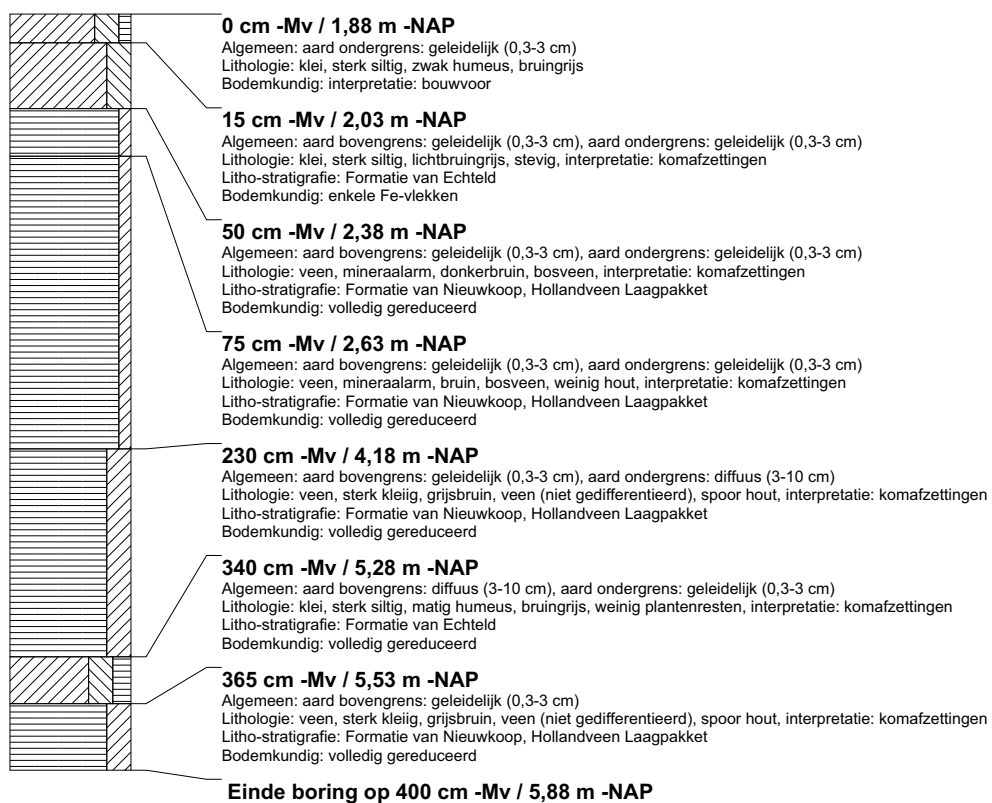 0 cm -Mv / 1,88 m -NAP
Algemeen: aard ondergrens: geleidelijk (0,3-3 cm)
Lithologie: klei, sterk siltig, zwak humeus, bruingrijs
Bodemkundig: interpretatie: bouwvoor
15 cm -Mv / 2,03 m -NAP
Algemeen: aard bovengrens: geleidelijk (0,3-3 cm), aard ondergrens: geleidelijk (0,3-3 cm)
Lithologie: klei, sterk siltig, lichtbruingrijs, stevig, interpretatie: komafzettingen
Litho-stratigrafie: Formatie van Echteld
Bodemkundig: enkele Fe-vlekken
50 cm -Mv / 2,38 m -NAP
Algemeen: aard bovengrens: geleidelijk (0,3-3 cm), aard ondergrens: geleidelijk (0,3-3 cm)
Lithologie: veen, mineraalarm, donkerbruin, bosveen, interpretatie: komafzettingen
Litho-stratigrafie: Formatie van Nieuwkoop, Hollandveen Laagpakket
Bodemkundig: volledig gereduceerd
75 cm -Mv / 2,63 m -NAP
Algemeen: aard bovengrens: geleidelijk (0,3-3 cm), aard ondergrens: geleidelijk (0,3-3 cm)
Lithologie: veen, mineraalarm, bruin, bosveen, weinig hout, interpretatie: komafzettingen
Litho-stratigrafie: Formatie van Nieuwkoop, Hollandveen Laagpakket
Bodemkundig: volledig gereduceerd
230 cm -Mv / 4,18 m -NAP
Algemeen: aard bovengrens: geleidelijk (0,3-3 cm), aard ondergrens: diffuus (3-10 cm)
Lithologie: veen, sterk kleiig, grijsbruin, veen (niet gedifferentieerd), spoor hout, interpretatie: komafzettingen
Litho-stratigrafie: Formatie van Nieuwkoop, Hollandveen Laagpakket
Bodemkundig: volledig gereduceerd
340 cm -Mv / 5,28 m -NAP
Algemeen: aard bovengrens: diffuus (3-10 cm), aard ondergrens: geleidelijk (0,3-3 cm)
Lithologie: klei, sterk siltig, matig humeus, bruingrijs, weinig plantenresten, interpretatie: komafzettingen
Litho-stratigrafie: Formatie van Echteld
Bodemkundig: volledig gereduceerd
365 cm -Mv / 5,53 m -NAP
Algemeen: aard bovengrens: geleidelijk (0,3-3 cm)
Lithologie: veen, sterk kleiig, grijsbruin, veen (niet gedifferentieerd), spoor hout, interpretatie: komafzettingen
Litho-stratigrafie: Formatie van Nieuwkoop, Hollandveen Laagpakket
Bodemkundig: volledig gereduceerd
Einde boring op 400 cm -Mv / 5,88 m -NAP